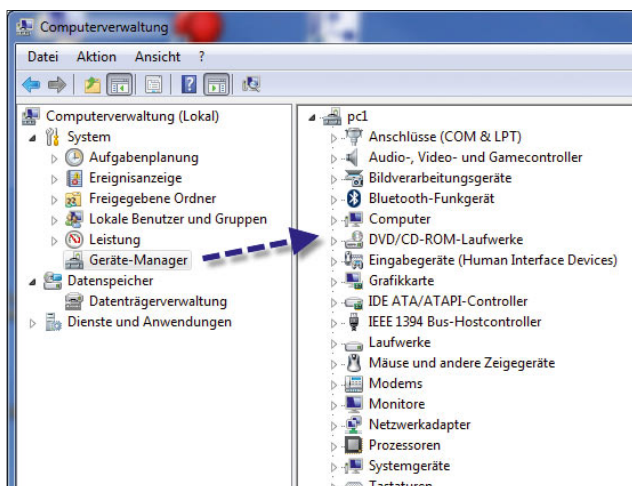 Computerverwaltung
Datei Aktion Ansicht ?
Computerverwaltung (Lokal)
System
Aufgabenplanung
Ereignisanzeige
Freigegebene Ordner
Lokale Benutzer und Gruppen
Leistung
Geräte-Manager
Datenspeicher
Datenträgerverwaltung
Dienste und Anwendungen
pc1
Anschlüsse (COM & LPT)
Audio-, Video- und Gamecontroller
Bildverarbeitungsgeräte
Bluetooth-Funkgerät
Computer
DVD/CD-ROM-Laufwerke
Eingabegeräte (Human Interface Devices)
Grafikkarte
IDE ATA/ATAPI-Controller
IEEE 1394 Bus-Hostcontroller
Laufwerke
Mäuse und andere Zeigegeräte
Modems
Monitore
Netzwerkadapter
Prozessoren
Systemgeräte
Tastaturen